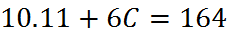 10.11 + 6C = 164